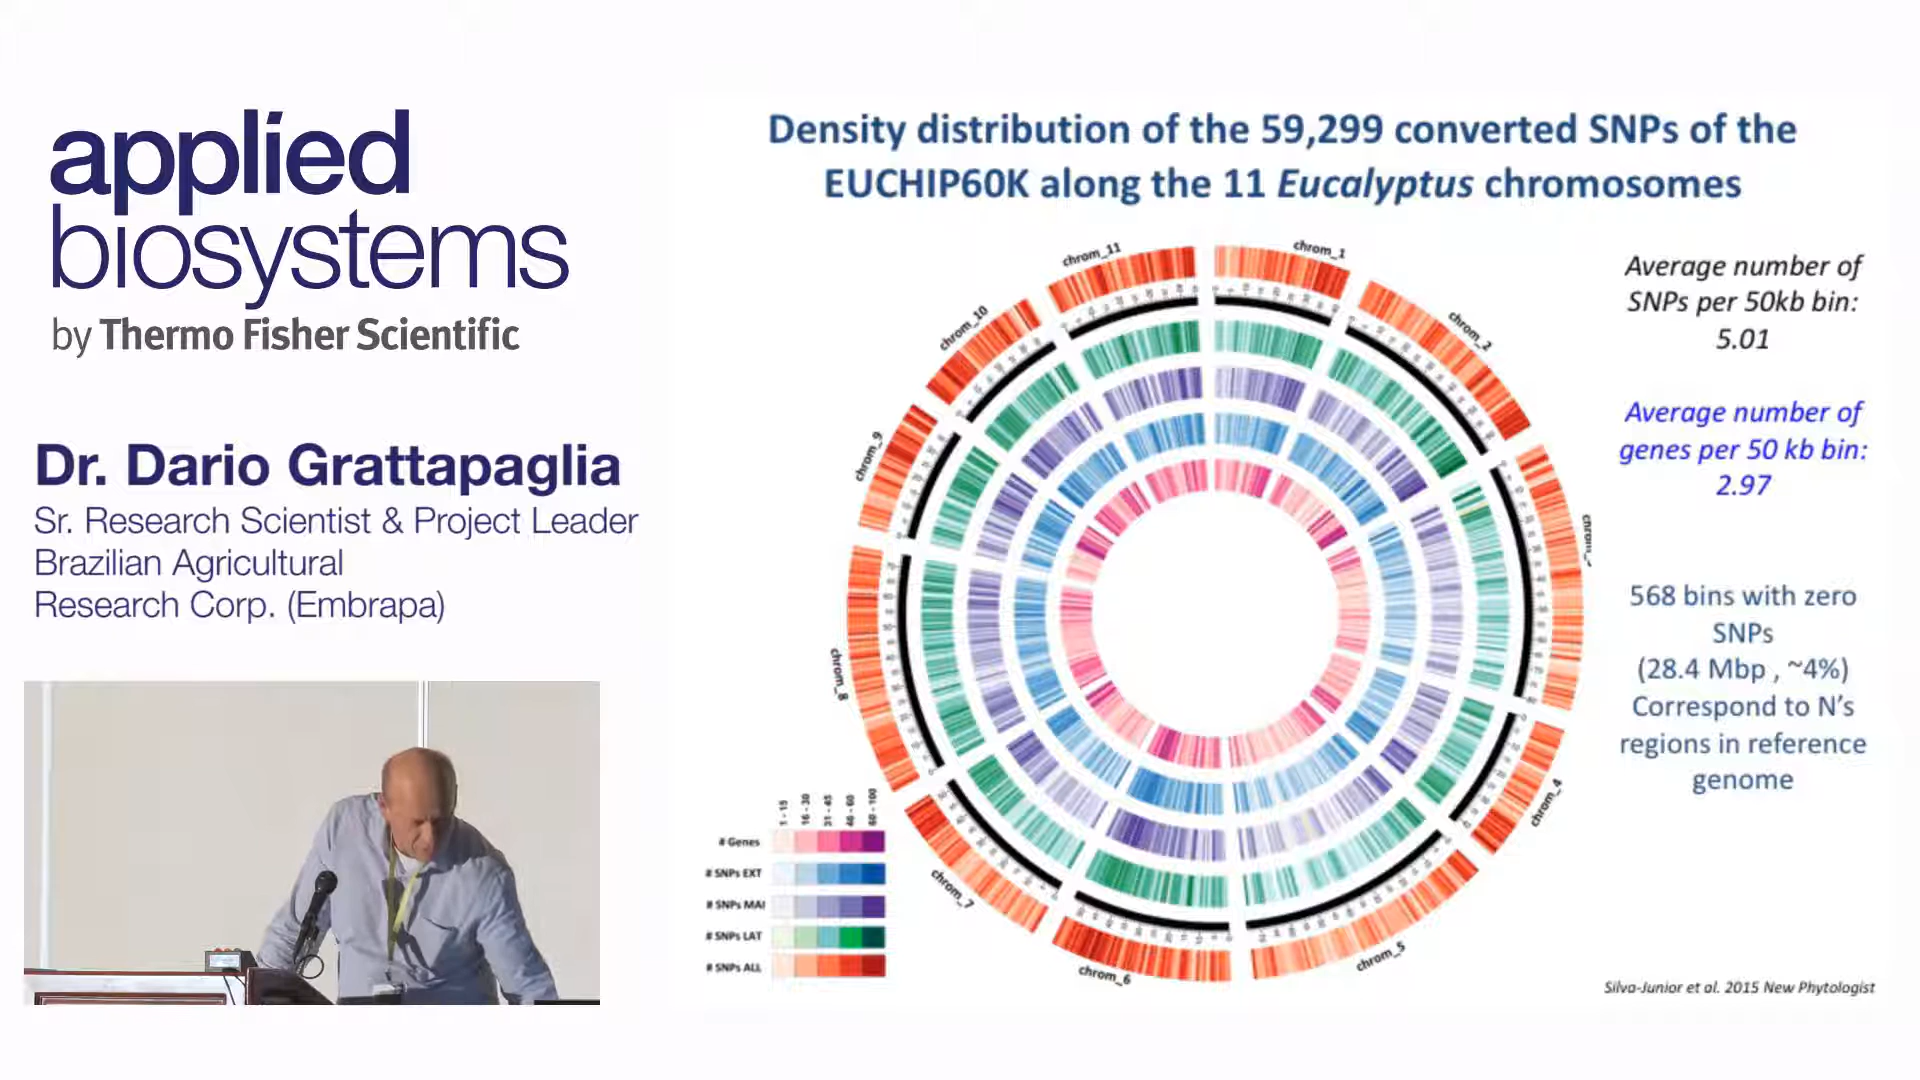 applied
biosystems
by Thermo Fisher Scientific
Dr. Dario Grattapaglia
Sr. Research Scientist & Project Leader
Brazilian Agricultural
Research Corp. (Embrapa)
Density distribution of the 59,299 converted SNPs of the
EUCHIP60K along the 11 Eucalyptus chromosomes
chrom_11
chrom_1
chrom_10
chrom_2
chrom_9
chrom_8
chrom_4
chrom_7
chrom_5
chrom_6
1 - 15
16 - 30
31 - 45
46 - 60
60 - 100
# Genes
# SNPs EXT
# SNPs MAI
# SNPs LAT
# SNPs ALL
Average number of
SNPs per 50kb bin:
5.01
Average number of
genes per 50 kb bin:
2.97
568 bins with zero
SNPs
(28.4 Mbp , ~4%)
Correspond to N's
regions in reference
genome
Silva-Junior et al. 2015 New Phytologist